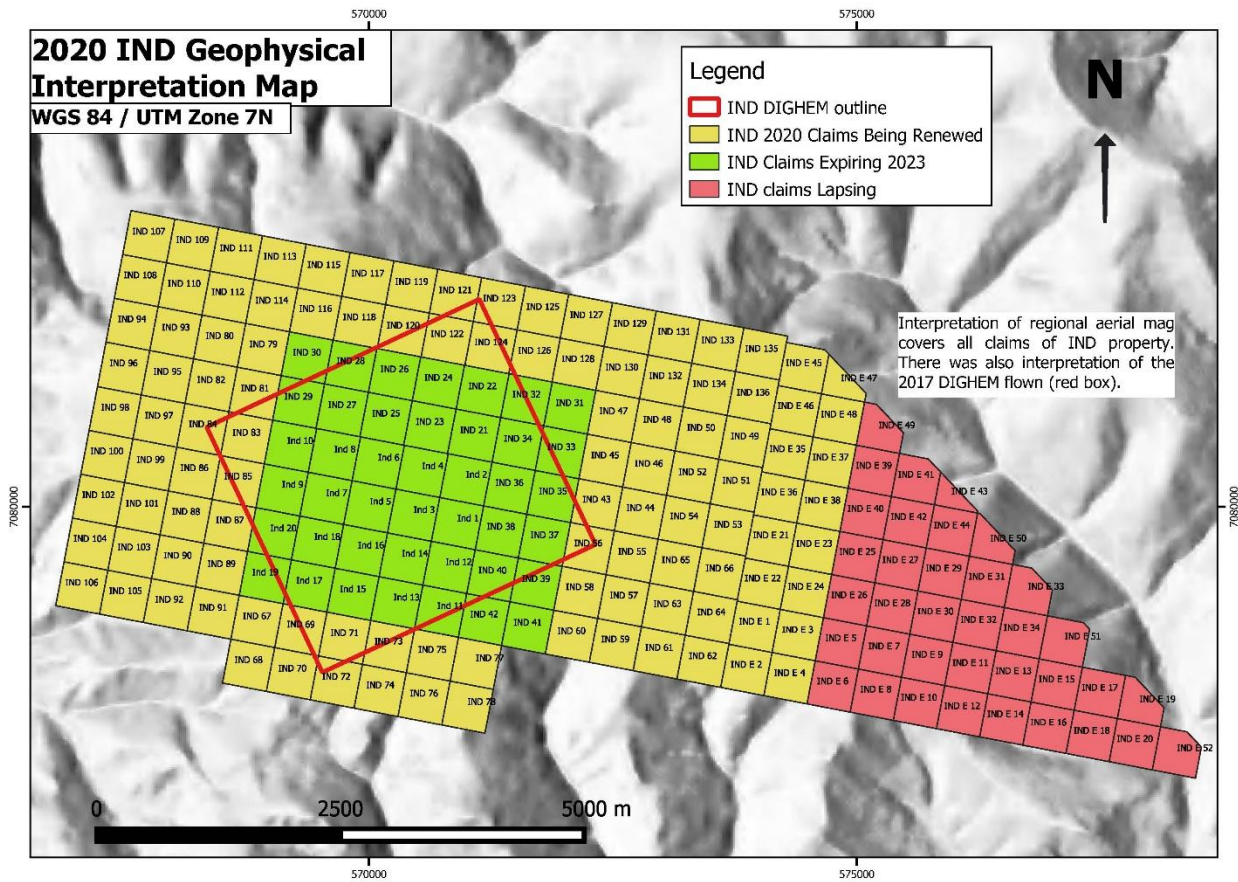 570000
575000
2020 IND Geophysical
Interpretation Map
WGS 84 / UTM Zone 7N
Legend
IND DIGHEM outline
IND 2020 Claims Being Renewed
IND Claims Expiring 2023
IND claims Lapsing
N
Interpretation of regional aerial mag
covers all claims of IND property.
There was also interpretation of the
2017 DIGHEM flown (red box).
7080000
7080000
IND 107
IND 109
IND 111
IND 113
IND 115
IND 117
IND 119
IND 121
IND 123
IND 125
IND 127
IND 129
IND 131
IND 133
IND 135
IND E 45
IND E 47
IND 108
IND 110
IND 112
IND 114
IND 116
IND 118
IND 120
IND 122
IND 124
IND 126
IND 128
IND 130
IND 132
IND 134
IND 136
IND E 46
IND E 48
IND E 49
IND 94
IND 93
IND 80
IND 79
IND 30
IND 28
IND 26
IND 24
IND 22
IND 32
IND 31
IND 47
IND 48
IND 50
IND 49
IND E 35
IND E 37
IND E 39
IND E 41
IND E 43
IND 96
IND 95
IND 82
IND 81
IND 29
IND 27
IND 25
IND 23
IND 21
IND 34
IND 33
IND 45
IND 46
IND 52
IND 51
IND E 36
IND E 38
IND E 40
IND E 42
IND E 44
IND E 50
IND 98
IND 97
IND 84
IND 83
Ind 10
Ind 8
Ind 6
Ind 4
Ind 2
IND 36
IND 35
IND 43
IND 44
IND 54
IND 53
IND E 21
IND E 23
IND E 25
IND E 27
IND E 29
IND E 31
IND E 33
IND 100
IND 99
IND 86
IND 85
Ind 9
Ind 7
Ind 5
Ind 3
Ind 1
IND 38
IND 37
IND 56
IND 55
IND 65
IND 66
IND E 22
IND E 24
IND E 26
IND E 28
IND E 30
IND E 32
IND E 34
IND E 51
IND 102
IND 101
IND 88
IND 87
Ind 20
Ind 18
Ind 16
Ind 14
Ind 12
IND 40
IND 39
IND 58
IND 57
IND 63
IND 64
IND E 1
IND E 3
IND E 5
IND E 7
IND E 9
IND E 11
IND E 13
IND E 15
IND E 17
IND E 19
IND 104
IND 103
IND 90
IND 89
Ind 19
Ind 17
Ind 15
Ind 13
Ind 11
IND 42
IND 41
IND 60
IND 59
IND 61
IND 62
IND E 2
IND E 4
IND E 6
IND E 8
IND E 10
IND E 12
IND E 14
IND E 16
IND E 18
IND E 20
IND E 52
IND 106
IND 105
IND 92
IND 91
IND 67
IND 69
IND 71
IND 73
IND 75
IND 77
IND 68
IND 70
IND 72
IND 74
IND 76
IND 78
0
2500
5000 m
570000
575000